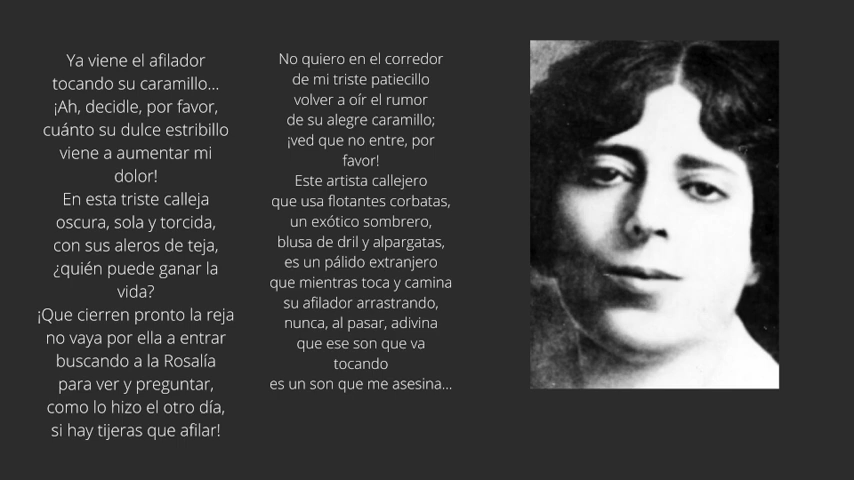 Ya viene el afilador
tocando su caramillo...
¡Ah, decidle, por favor,
cuánto su dulce estribillo
viene a aumentar mi
dolor!
En esta triste calleja
oscura, sola y torcida,
con sus aleros de teja,
¿quién puede ganar la
vida?
¡Que cierren pronto la reja
no vaya por ella a entrar
buscando a la Rosalía
para ver y preguntar,
como lo hizo el otro día,
si hay tijeras que afilar!
No quiero en el corredor
de mi triste patiecillo
volver a oír el rumor
de su alegre caramillo;
¡ved que no entre, por
favor!
Este artista callejero
que usa flotantes corbatas,
un exótico sombrero,
blusa de dril y alpargatas,
es un pálido extranjero
que mientras toca y camina
su afilador arrastrando,
nunca, al pasar, adivina
que ese son que va
tocando
es un son que me asesina...